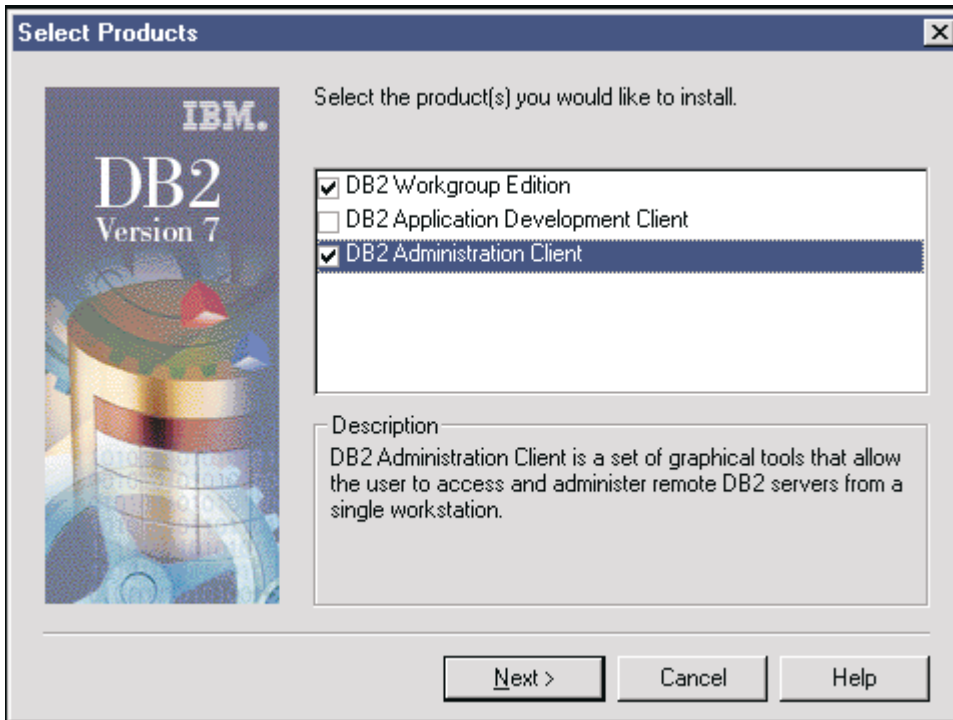 Select Products
IBM.
DB2
Version 7
Select the product(s) you would like to install.
DB2 Workgroup Edition
DB2 Application Development Client
DB2 Administration Client
Description
DB2 Administration Client is a set of graphical tools that allow
the user to access and administer remote DB2 servers from a
single workstation.
Next >
Cancel
Help